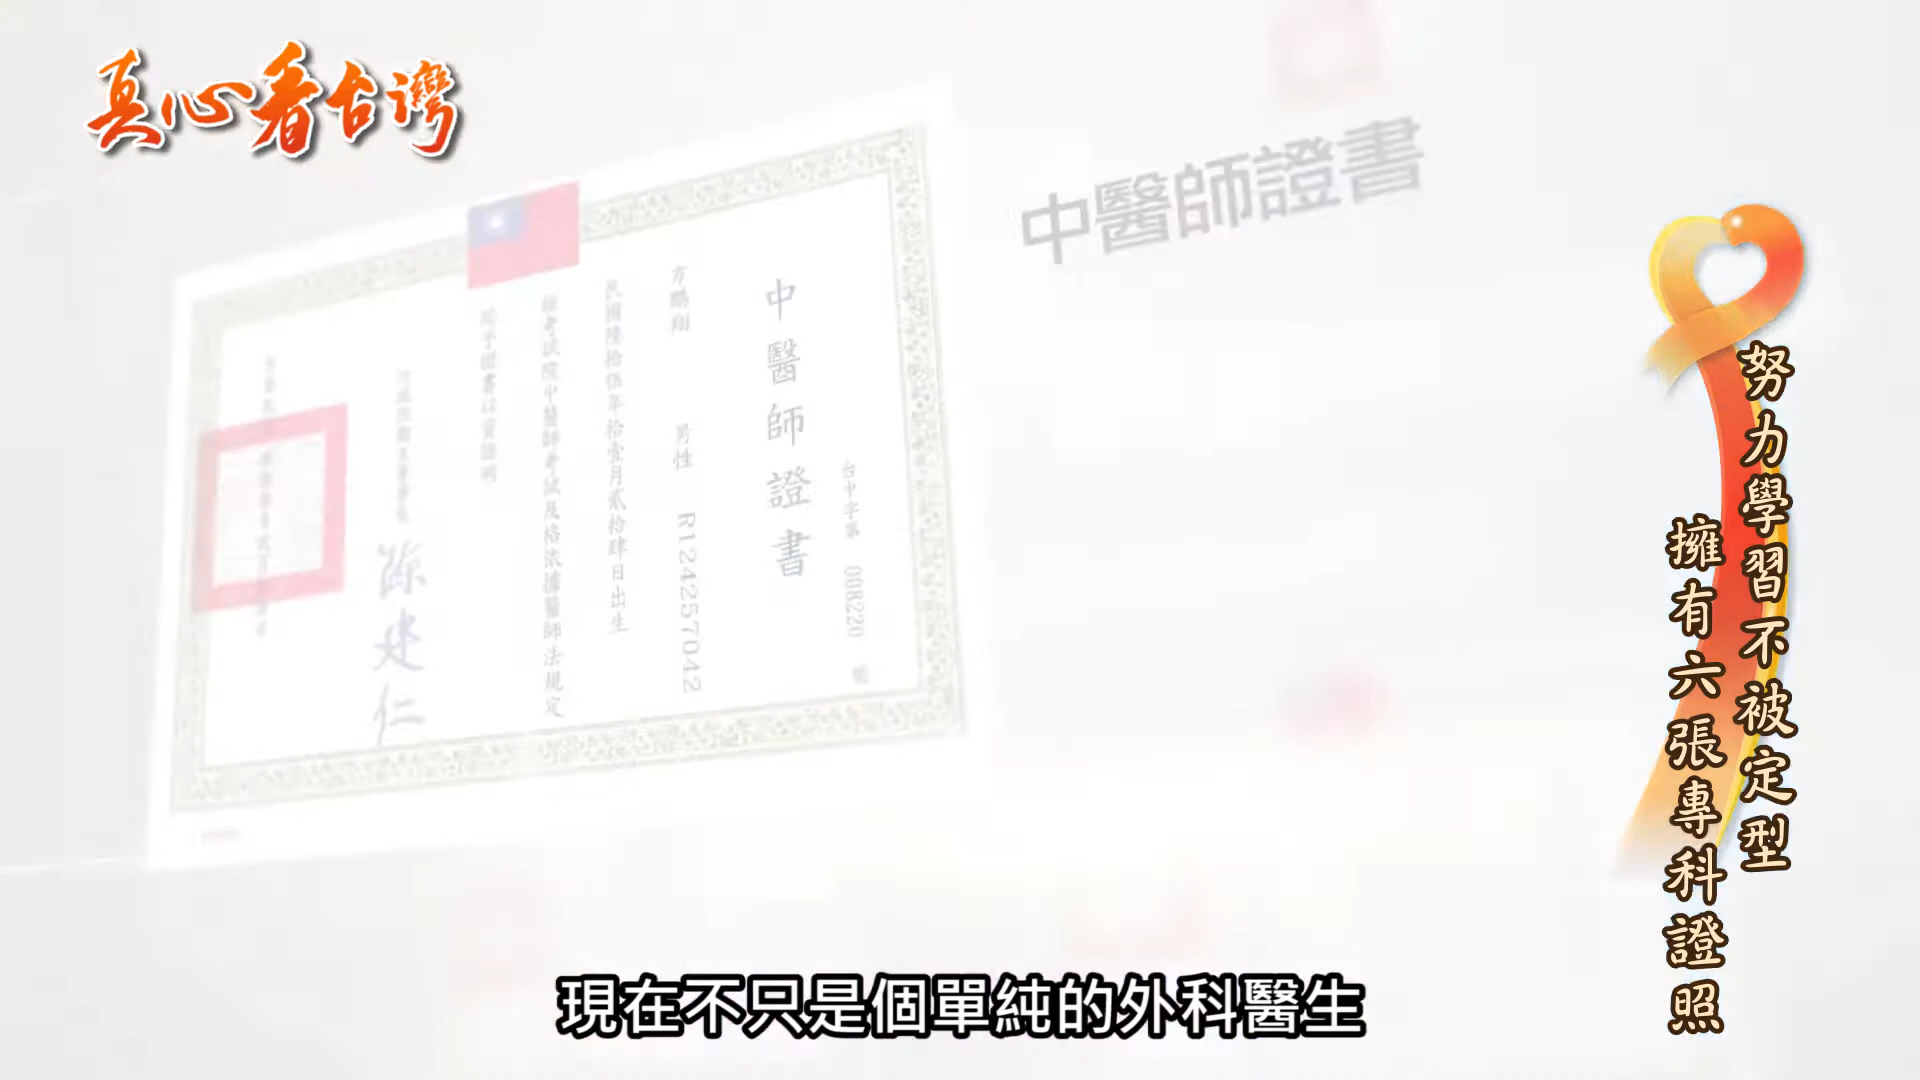 真心看台灣
中醫師證書
台中字第 008220 號
中醫師證書
方鵬翔 男性 R124257042
民國陸拾伍年拾壹月貳拾肆日出生
經考試院中醫師考試及格依據醫師法規定
給予證書以資證明
陳建仁
努力學習不被定型
擁有六張專科證照
現在不只是個單純的外科醫生